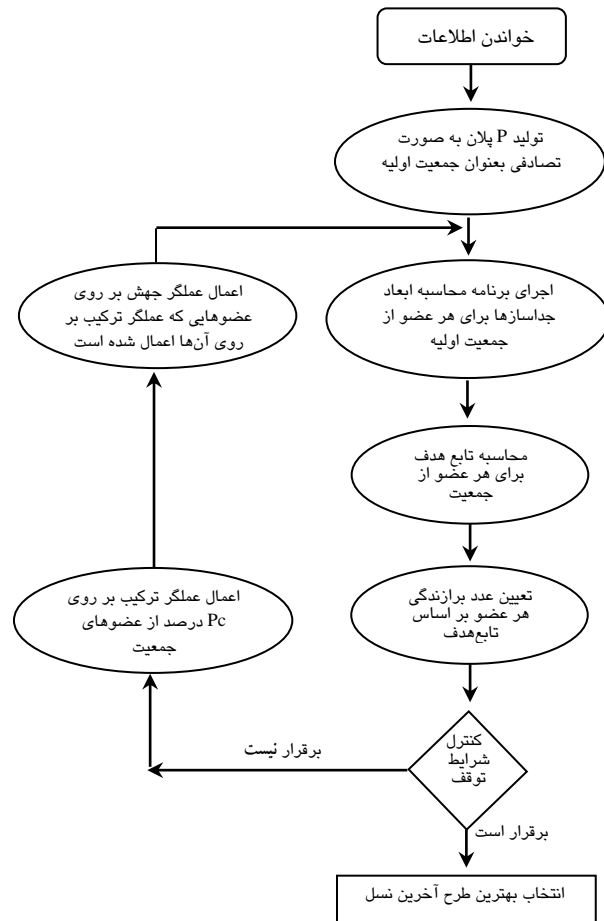 خواندن اطلاعات
تولید P پلان به صورت
تصادفی بعنوان جمعیت اولیه
اجرای برنامه محاسبه ابعاد
جداسازها برای هر عضو از
جمعیت اولیه
محاسبه تابع هدف
برای هر عضو از
جمعیت
تعیین عدد برازندگی
هر عضو بر اساس
تابع‌هدف
کنترل
شرایط
توقف
برقرار نیست
اعمال عملگر ترکیب بر روی
Pc درصد از عضوهای
جمعیت
اعمال عملگر جهش بر روی
عضوهایی که عملگر ترکیب بر
روی آن‌ها اعمال شده است
برقرار است
انتخاب بهترین طرح آخرین نسل